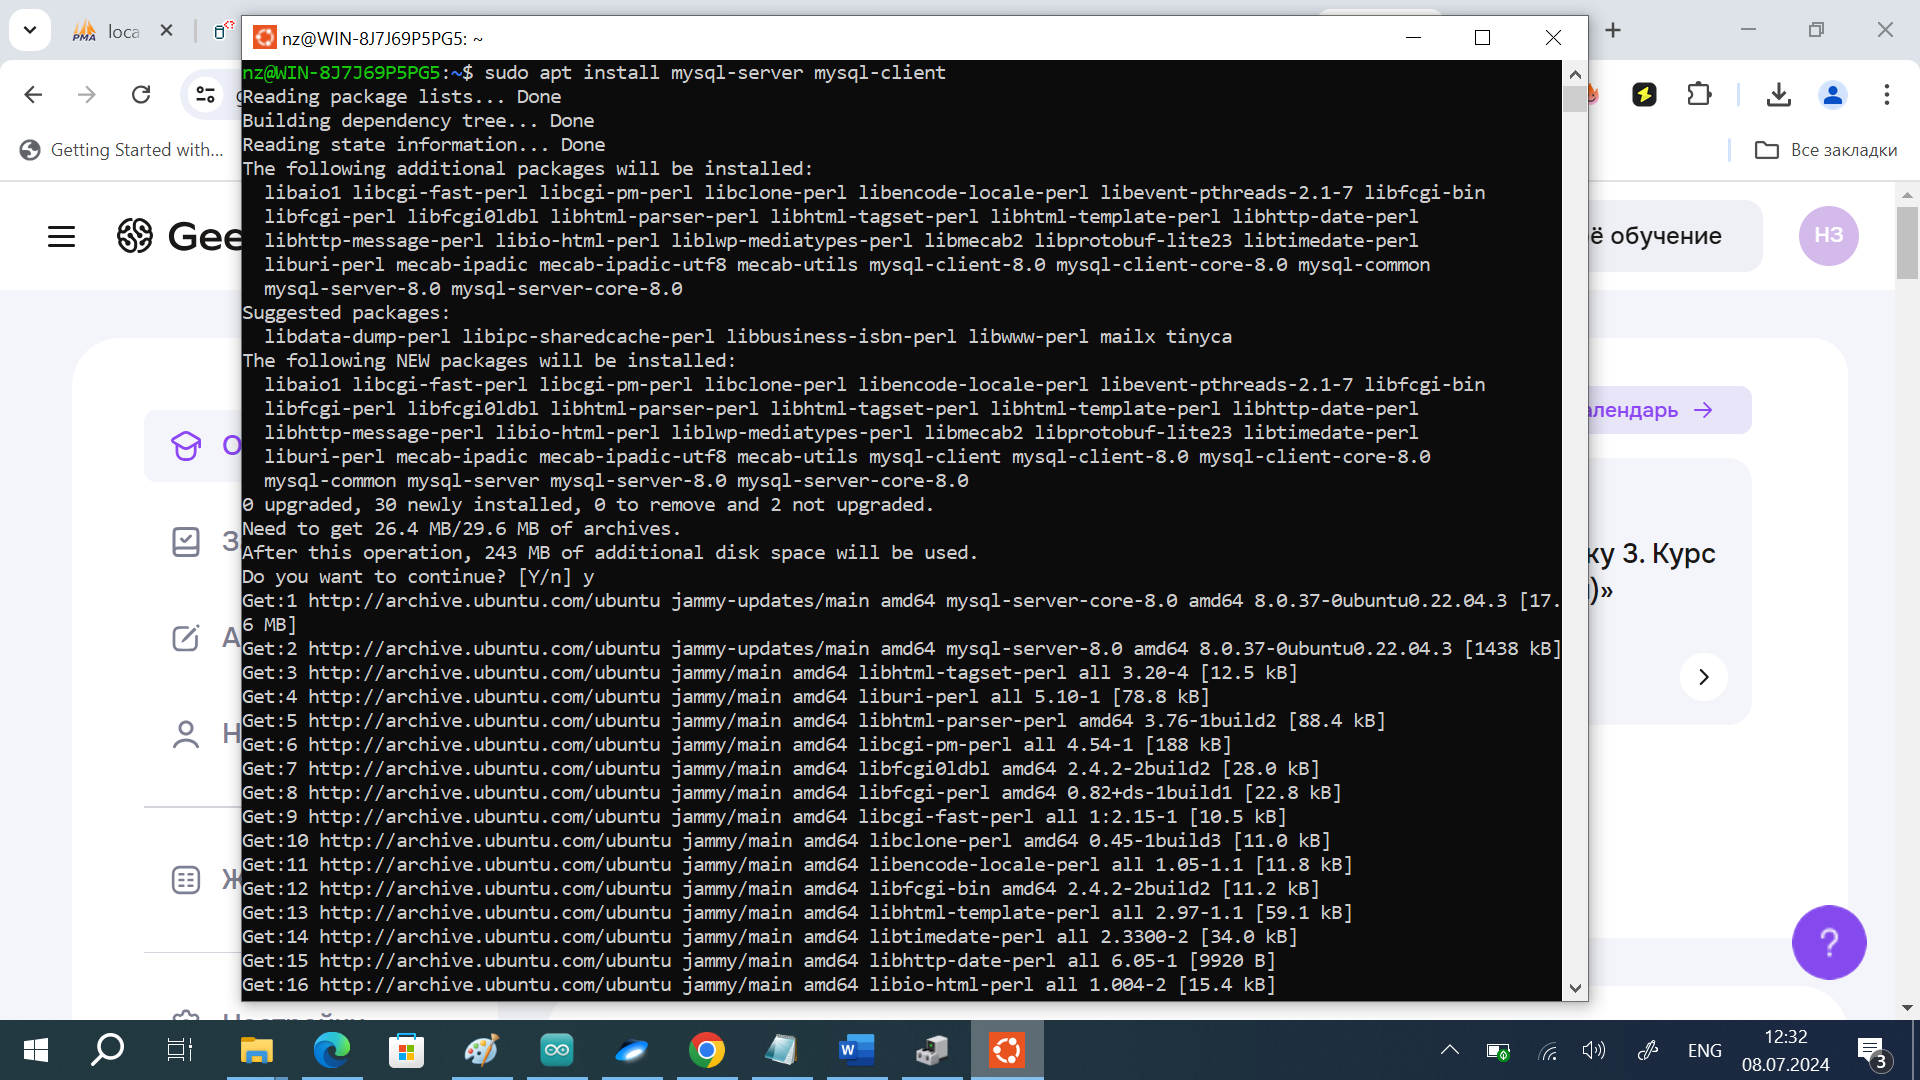 PMA loca
nz@WIN-8J7J69P5PG5: ~
Getting Started with...
Все закладки
Gee
ё обучение
НЗ
алендарь
ку 3. Курс
)»
О
З
А
Н
Ж
Настройки
nz@WIN-8J7J69P5PG5:~$ sudo apt install mysql-server mysql-client
Reading package lists... Done
Building dependency tree... Done
Reading state information... Done
The following additional packages will be installed:
  libaio1 libcgi-fast-perl libcgi-pm-perl libclone-perl libencode-locale-perl libevent-pthreads-2.1-7 libfcgi-bin
  libfcgi-perl libfcgi0ldbl libhtml-parser-perl libhtml-tagset-perl libhtml-template-perl libhttp-date-perl
  libhttp-message-perl libio-html-perl liblwp-mediatypes-perl libmecab2 libprotobuf-lite23 libtimedate-perl
  liburi-perl mecab-ipadic mecab-ipadic-utf8 mecab-utils mysql-client-8.0 mysql-client-core-8.0 mysql-common
  mysql-server-8.0 mysql-server-core-8.0
Suggested packages:
  libdata-dump-perl libipc-sharedcache-perl libbusiness-isbn-perl libwww-perl mailx tinyca
The following NEW packages will be installed:
  libaio1 libcgi-fast-perl libcgi-pm-perl libclone-perl libencode-locale-perl libevent-pthreads-2.1-7 libfcgi-bin
  libfcgi-perl libfcgi0ldbl libhtml-parser-perl libhtml-tagset-perl libhtml-template-perl libhttp-date-perl
  libhttp-message-perl libio-html-perl liblwp-mediatypes-perl libmecab2 libprotobuf-lite23 libtimedate-perl
  liburi-perl mecab-ipadic mecab-ipadic-utf8 mecab-utils mysql-client mysql-client-8.0 mysql-client-core-8.0
  mysql-common mysql-server mysql-server-8.0 mysql-server-core-8.0
0 upgraded, 30 newly installed, 0 to remove and 2 not upgraded.
Need to get 26.4 MB/29.6 MB of archives.
After this operation, 243 MB of additional disk space will be used.
Do you want to continue? [Y/n] y
Get:1 http://archive.ubuntu.com/ubuntu jammy-updates/main amd64 mysql-server-core-8.0 amd64 8.0.37-0ubuntu0.22.04.3 [17.
6 MB]
Get:2 http://archive.ubuntu.com/ubuntu jammy-updates/main amd64 mysql-server-8.0 amd64 8.0.37-0ubuntu0.22.04.3 [1438 kB]
Get:3 http://archive.ubuntu.com/ubuntu jammy/main amd64 libhtml-tagset-perl all 3.20-4 [12.5 kB]
Get:4 http://archive.ubuntu.com/ubuntu jammy/main amd64 liburi-perl all 5.10-1 [78.8 kB]
Get:5 http://archive.ubuntu.com/ubuntu jammy/main amd64 libhtml-parser-perl amd64 3.76-1build2 [88.4 kB]
Get:6 http://archive.ubuntu.com/ubuntu jammy/main amd64 libcgi-pm-perl all 4.54-1 [188 kB]
Get:7 http://archive.ubuntu.com/ubuntu jammy/main amd64 libfcgi0ldbl amd64 2.4.2-2build2 [28.0 kB]
Get:8 http://archive.ubuntu.com/ubuntu jammy/main amd64 libfcgi-perl amd64 0.82+ds-1build1 [22.8 kB]
Get:9 http://archive.ubuntu.com/ubuntu jammy/main amd64 libcgi-fast-perl all 1:2.15-1 [10.5 kB]
Get:10 http://archive.ubuntu.com/ubuntu jammy/main amd64 libclone-perl amd64 0.45-1build3 [11.0 kB]
Get:11 http://archive.ubuntu.com/ubuntu jammy/main amd64 libencode-locale-perl all 1.05-1.1 [11.8 kB]
Get:12 http://archive.ubuntu.com/ubuntu jammy/main amd64 libfcgi-bin amd64 2.4.2-2build2 [11.2 kB]
Get:13 http://archive.ubuntu.com/ubuntu jammy/main amd64 libhtml-template-perl all 2.97-1.1 [59.1 kB]
Get:14 http://archive.ubuntu.com/ubuntu jammy/main amd64 libtimedate-perl all 2.3300-2 [34.0 kB]
Get:15 http://archive.ubuntu.com/ubuntu jammy/main amd64 libhttp-date-perl all 6.05-1 [9920 B]
Get:16 http://archive.ubuntu.com/ubuntu jammy/main amd64 libio-html-perl all 1.004-2 [15.4 kB]
?
ENG
12:32
08.07.2024
3